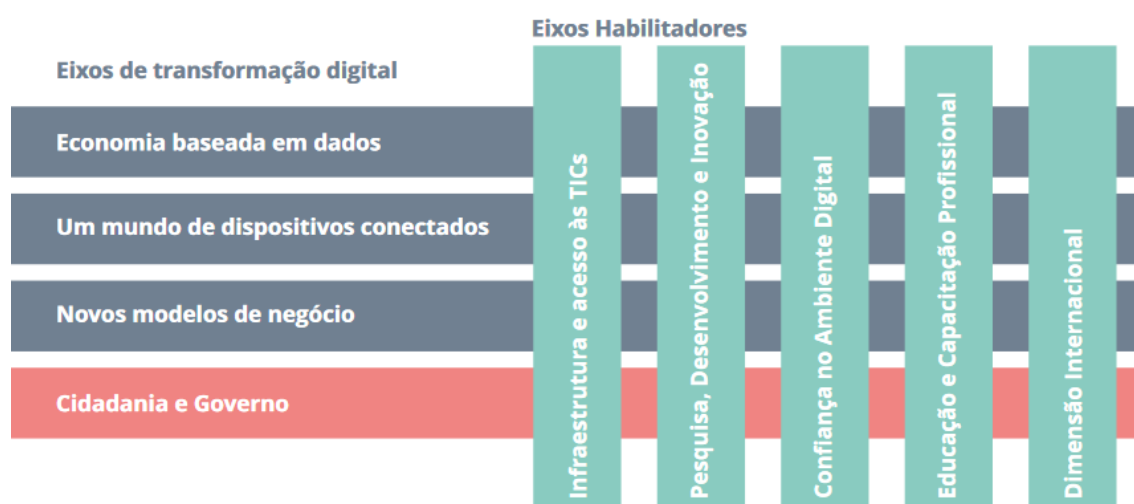 Eixos Habilitadores
Eixos de transformação digital
Economia baseada em dados
Um mundo de dispositivos conectados
Novos modelos de negócio
Cidadania e Governo
Infraestrutura e acesso às TICs
Pesquisa, Desenvolvimento e Inovação
Confiança no Ambiente Digital
Educação e Capacitação Profissional
Dimensão Internacional